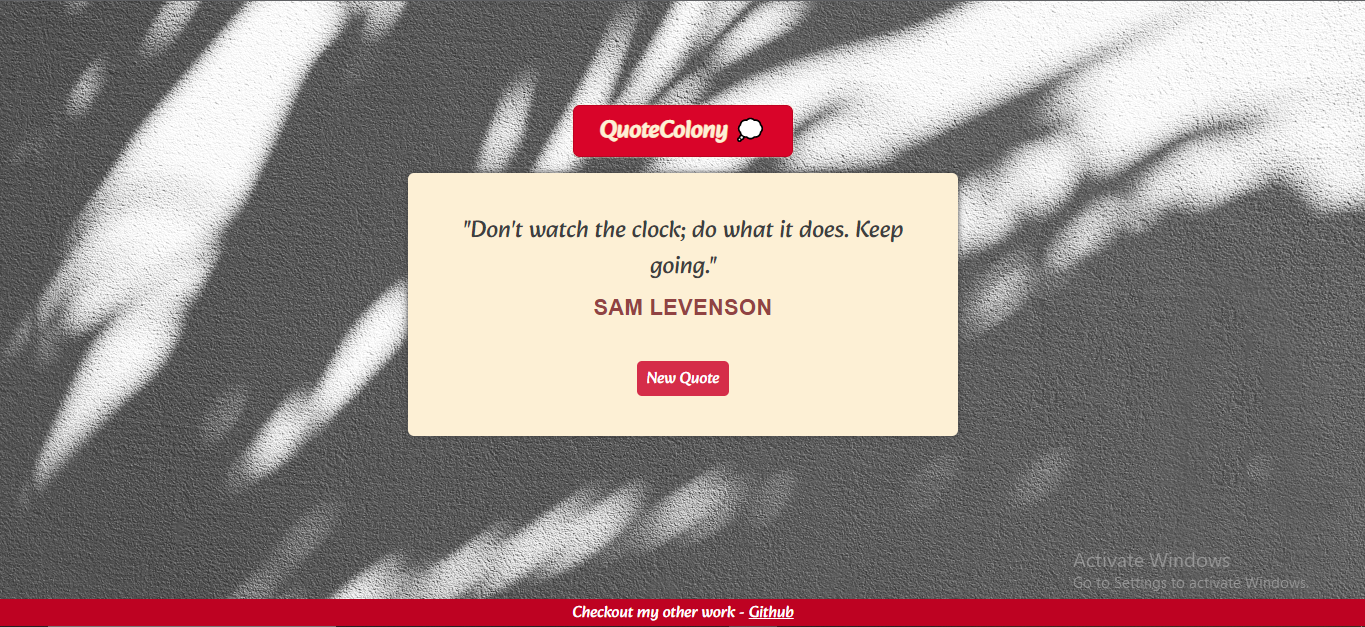 QuoteColony 💭
"Don't watch the clock; do what it does. Keep
going."
SAM LEVENSON
New Quote
Activate Windows
Go to Settings to activate Windows.
Checkout my other work - Github